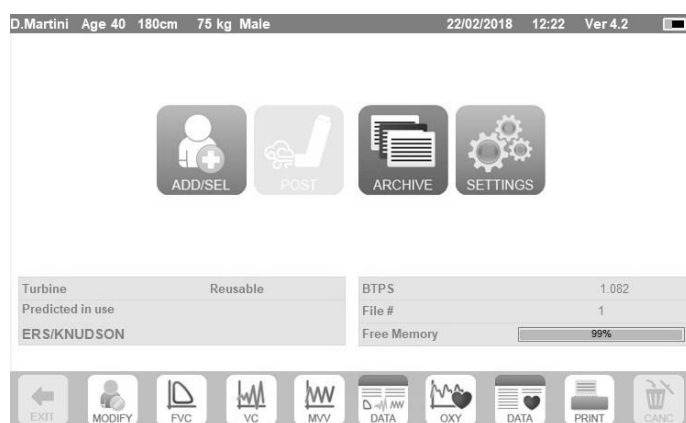 D.Martini Age 40 180cm 75 kg Male 22/02/2018 12:22 Ver 4.2
ADD/SEL POST ARCHIVE SETTINGS
Turbine Reusable
Predicted in use
ERS/KNUDSON
BTPS 1.082
File # 1
Free Memory 99%
EXIT MODIFY FVC VC MVV DATA OXY DATA PRINT CANC